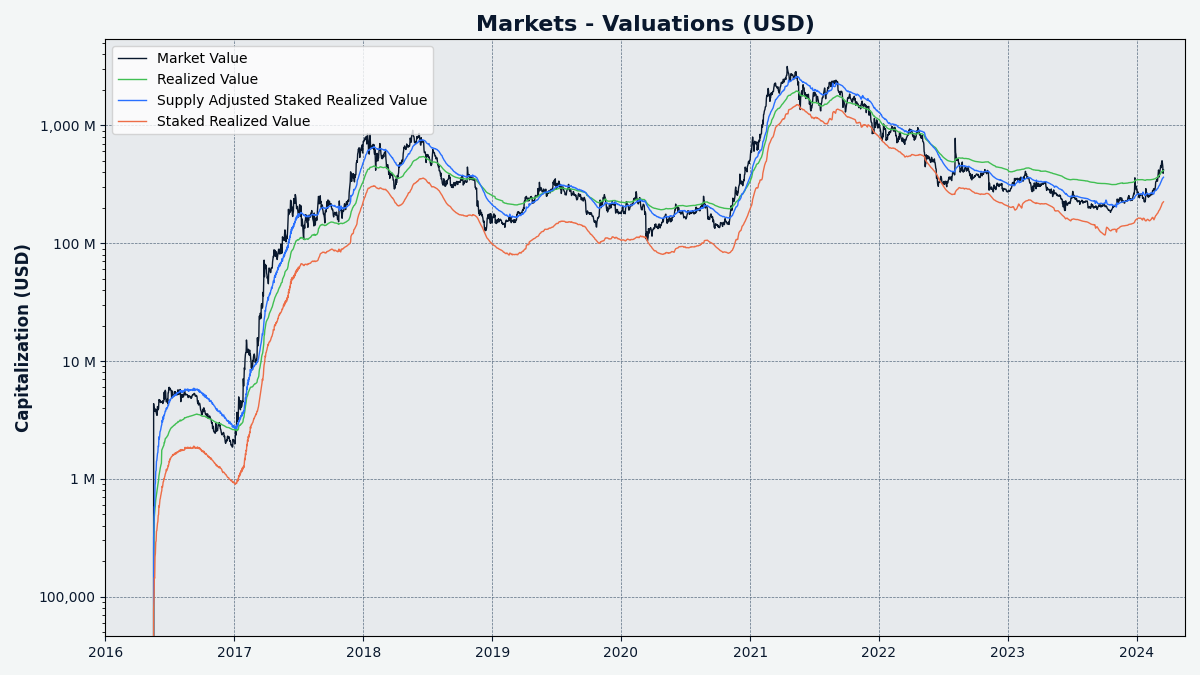 Markets - Valuations (USD)
Market Value
Realized Value
Supply Adjusted Staked Realized Value
Staked Realized Value
1,000 M
100 M
10 M
1 M
100,000
Capitalization (USD)
2016 2017 2018 2019 2020 2021 2022 2023 2024